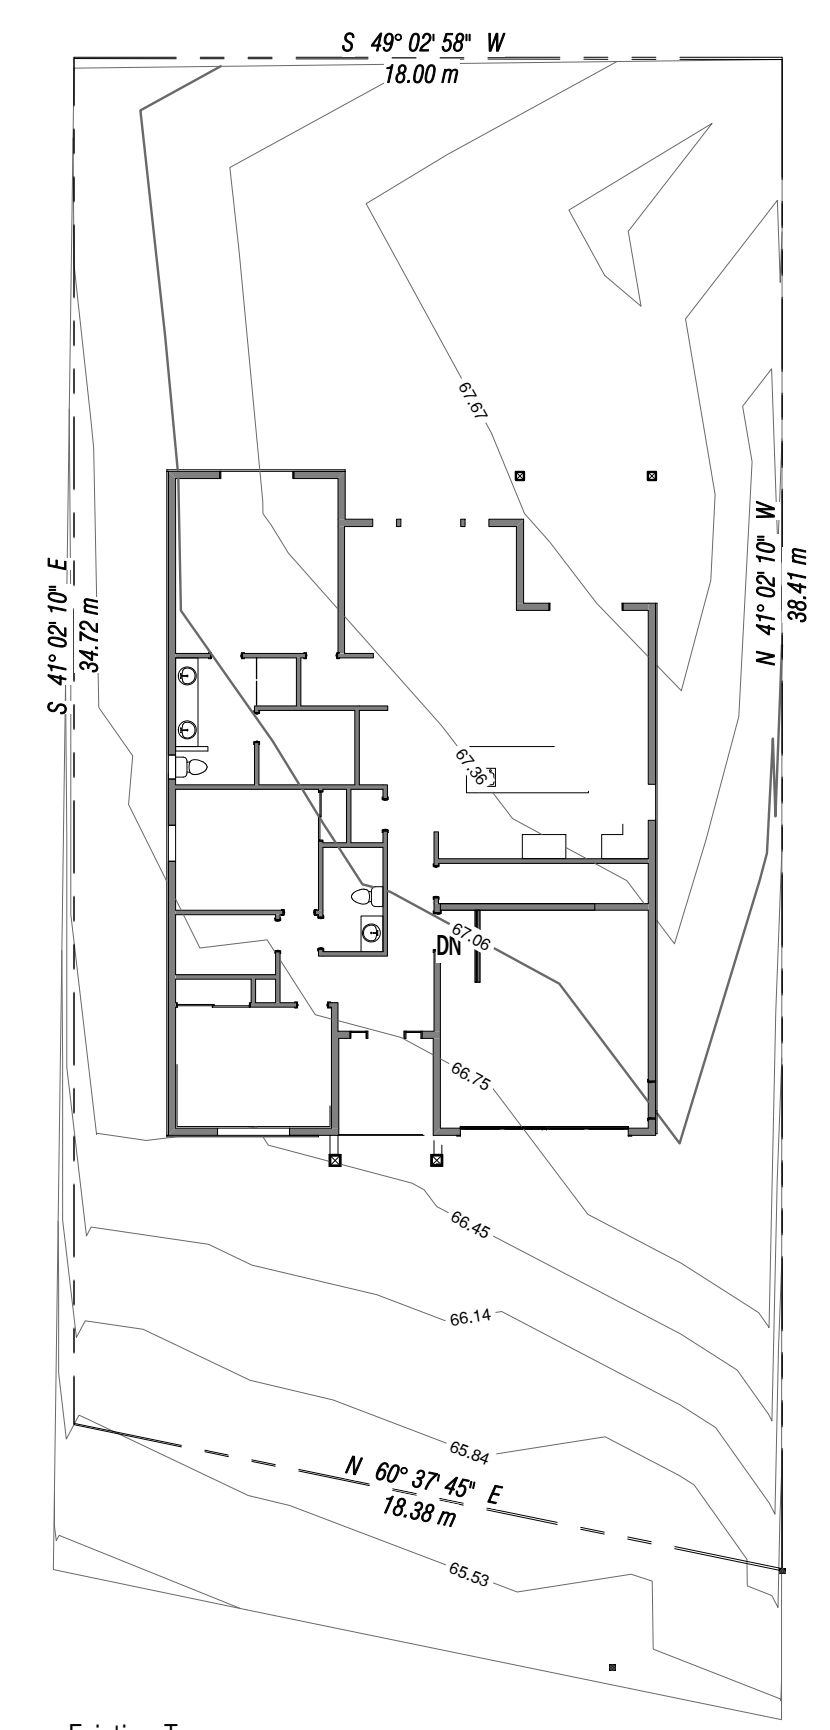 S 49° 02' 58" W
18.00 m
67.67
N 41° 02' 10" W
38.41 m
S 41° 02' 10" E
34.72 m
67.36
67.06
DN
66.75
66.45
66.14
65.84
N 60° 37' 45" E
18.38 m
65.53